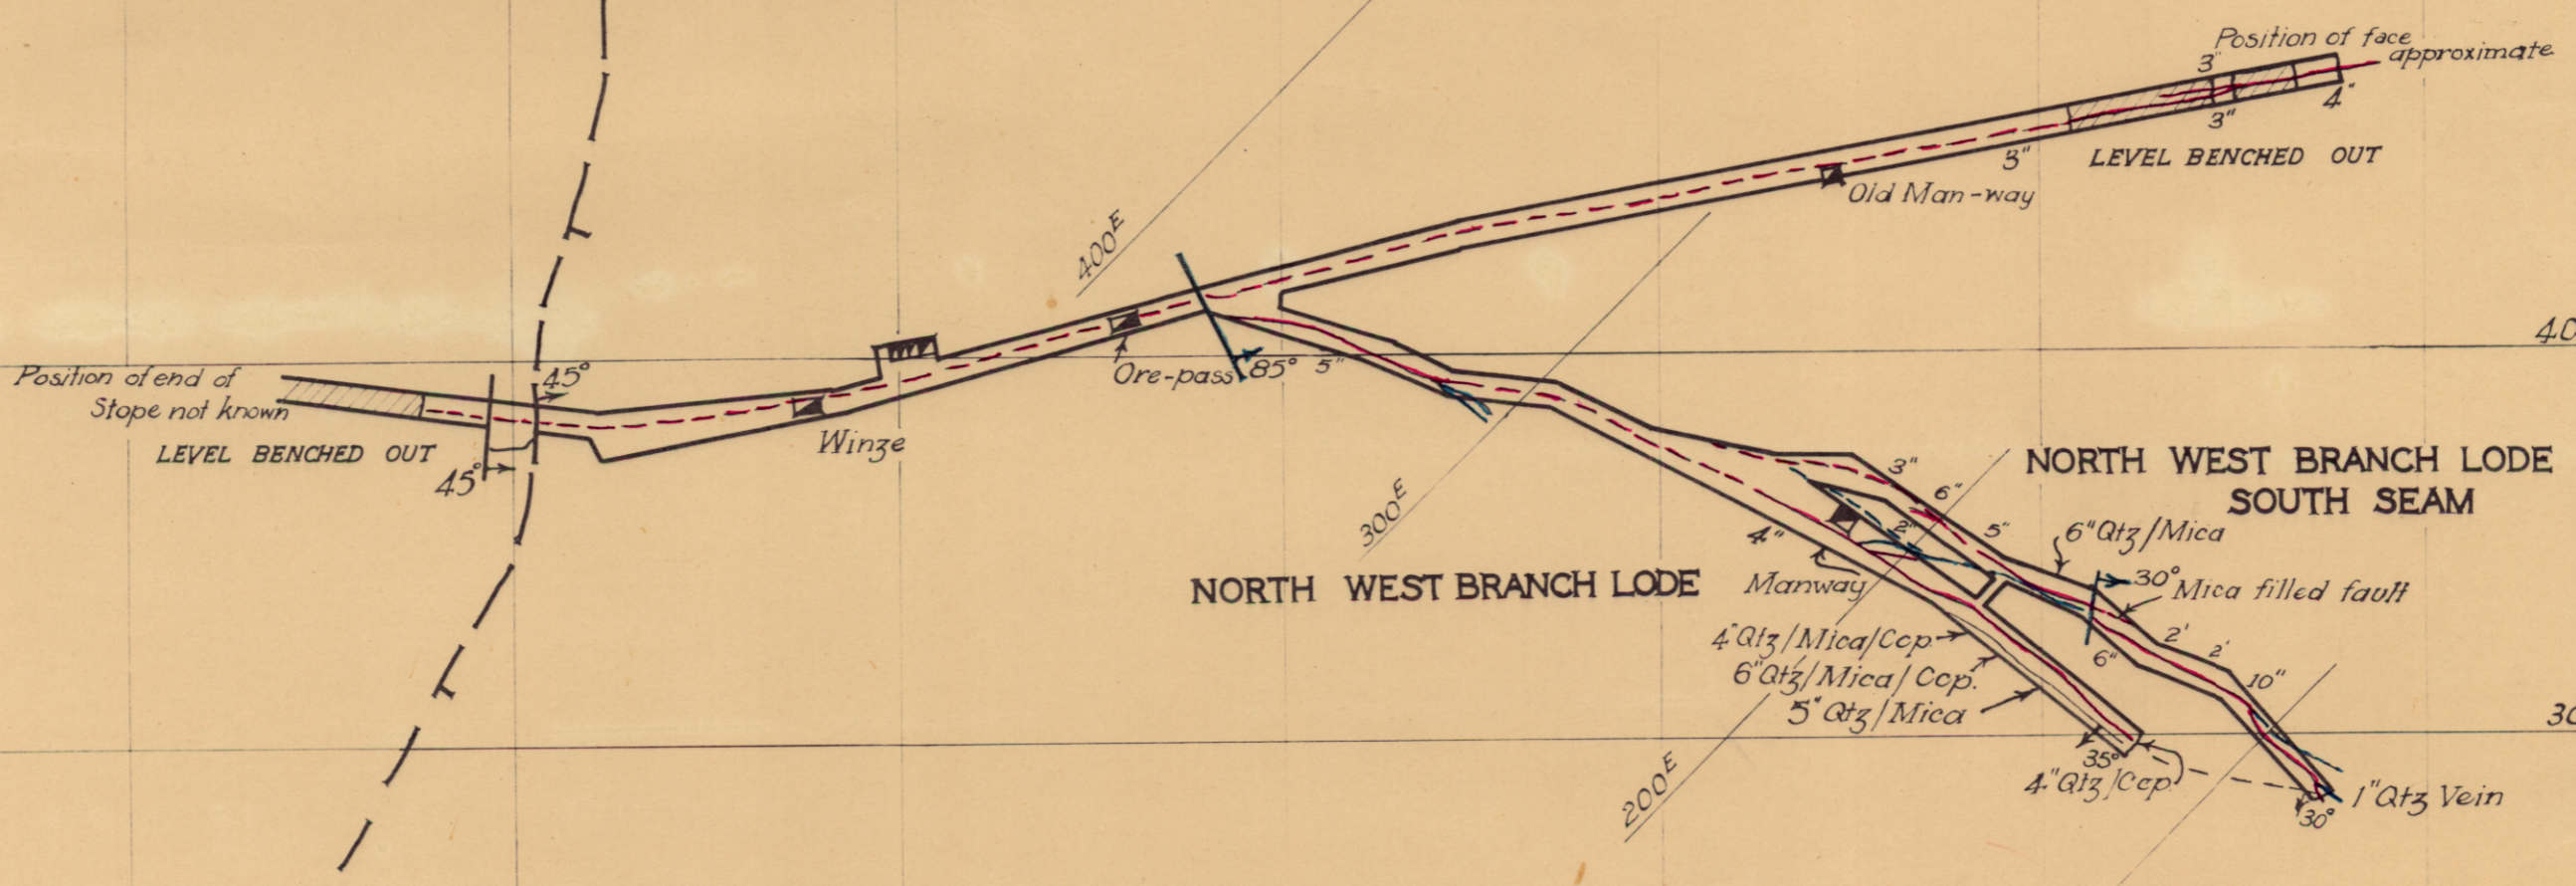 Position of face
approximate
3"
3"
4"
3"
LEVEL BENCHED OUT
Old Man-way
400E
40
Position of end of
Stope not known
45°
LEVEL BENCHED OUT
45°
Winze
Ore-pass
85°
5"
300E
NORTH WEST BRANCH LODE
SOUTH SEAM
3"
6"
5"
2"
4"
6" Qtz/Mica
30°
Mica filled fault
NORTH WEST BRANCH LODE
Manway
4" Qtz/Mica/Ccp
6" Qtz/Mica/Ccp.
5" Qtz/Mica
2'
2'
6"
10"
30
200E
35°
4" Qtz/Ccp
1" Qtz Vein
30°